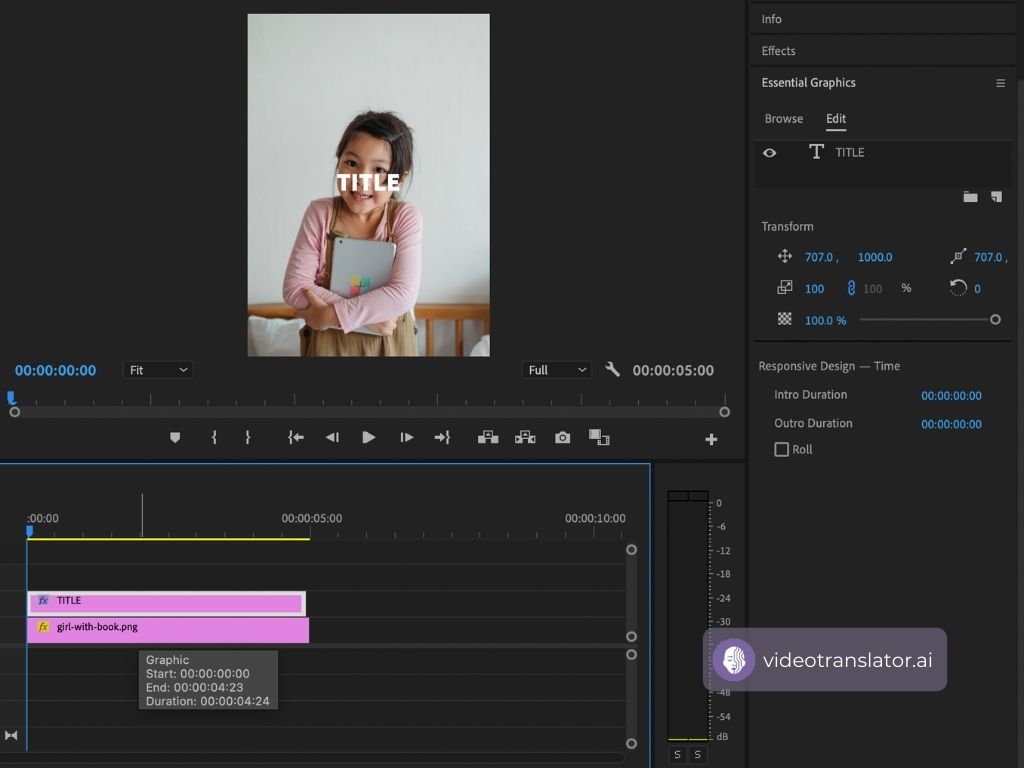 Info
Effects
Essential Graphics
Browse Edit
TITLE
Transform
707.0 , 1000.0 707.0 ,
100 100 % 0
100.0 %
Responsive Design — Time
Intro Duration 00:00:00:00
Outro Duration 00:00:00:00
Roll
TITLE
00:00:00:00 Fit Full 00:00:05:00
:00:00 00:00:05:00 00:00:10:00
fx TITLE
fx girl-with-book.png
Graphic
Start: 00:00:00:00
End: 00:00:04:23
Duration: 00:00:04:24
0
-6
-12
-18
-24
-30
-48
-54
dB
S S
videotranslator.ai